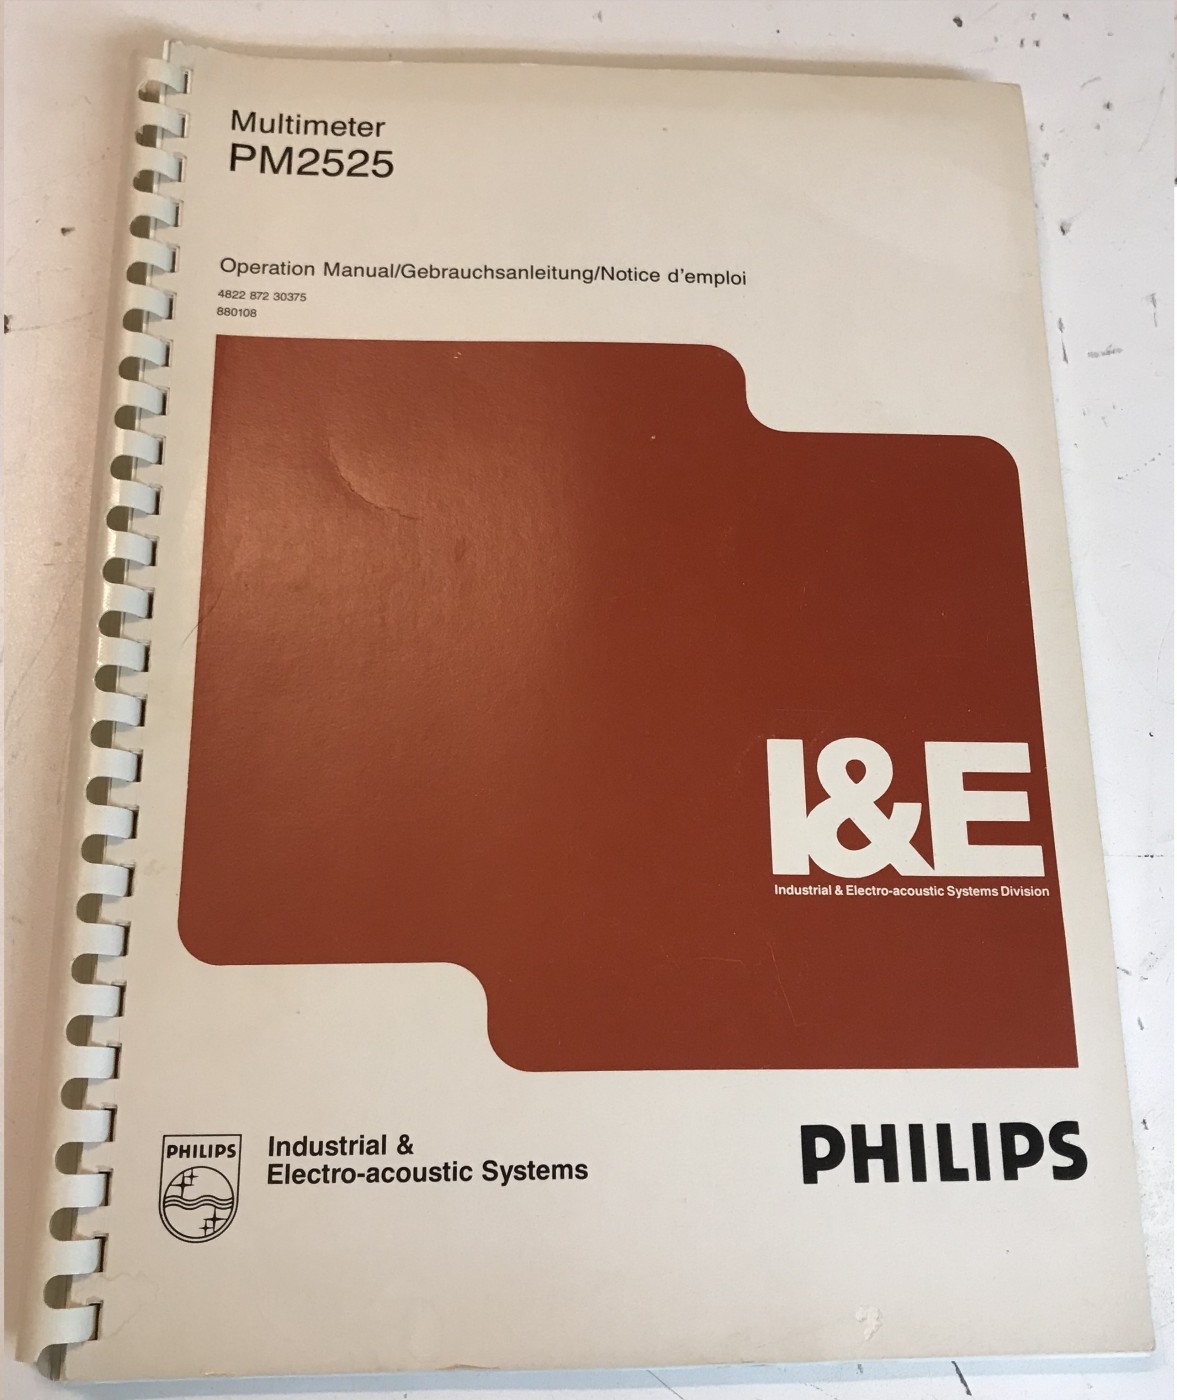 Multimeter
PM2525
Operation Manual/Gebrauchsanleitung/Notice d'emploi
4822 872 30375
880108
I&E
Industrial & Electro-acoustic Systems Division
PHILIPS
Industrial &
Electro-acoustic Systems
PHILIPS